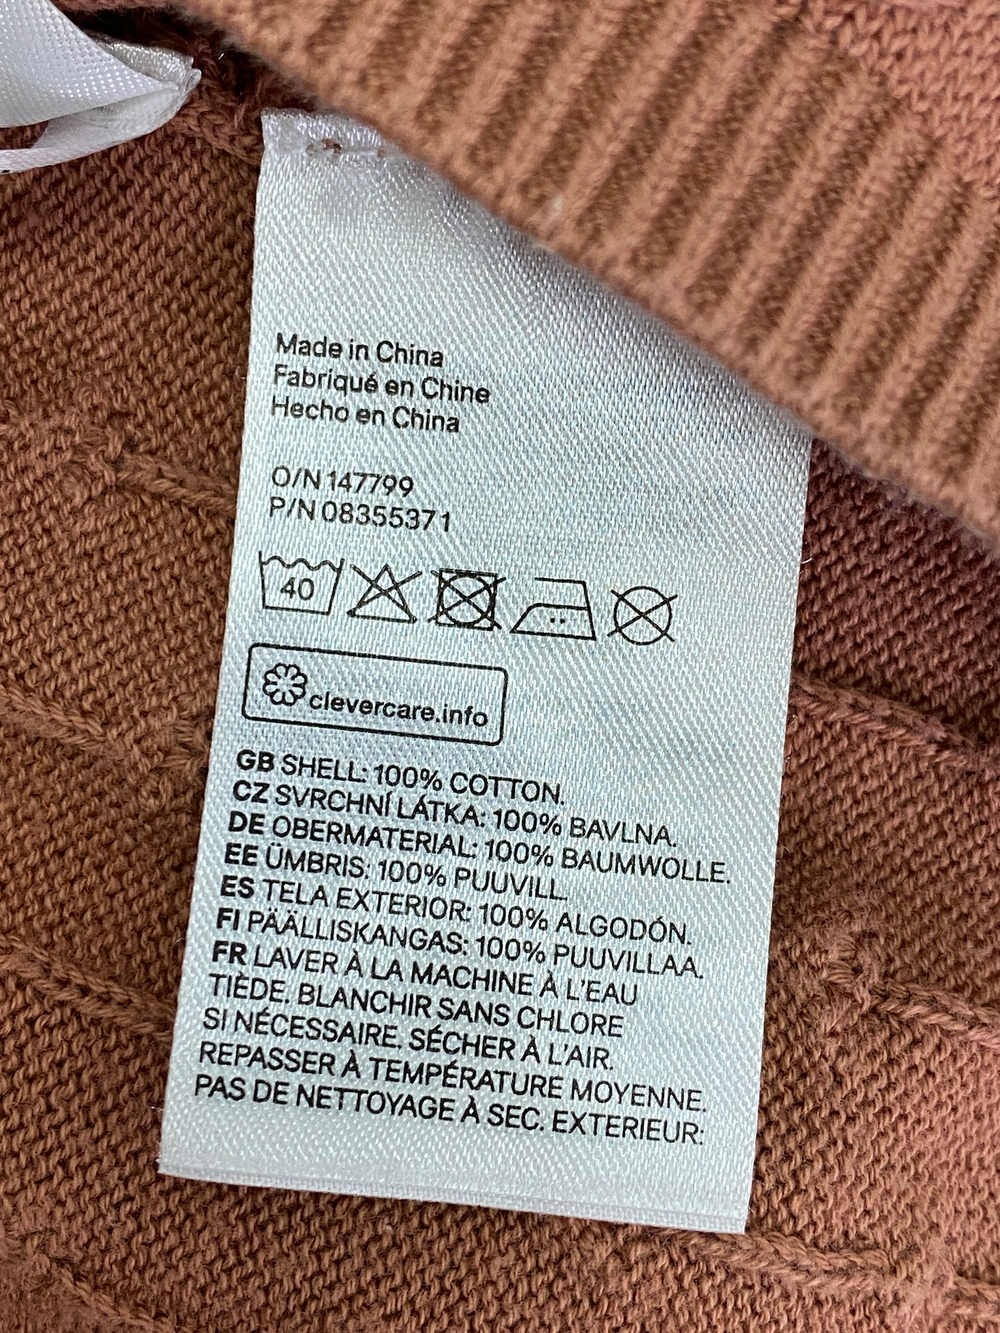 Made in China
Fabriqué en Chine
Hecho en China
O/N 147799
P/N 08355371
40
clevercare.info
GB SHELL: 100% COTTON.
CZ SVRCHNÍ LÁTKA: 100% BAVLNA.
DE OBERMATERIAL: 100% BAUMWOLLE.
EE ÜMBRIS: 100% PUUVILL.
ES TELA EXTERIOR: 100% ALGODÓN.
FI PÄÄLLISKANGAS: 100% PUUVILLAA.
FR LAVER À LA MACHINE À L'EAU
TIÈDE. BLANCHIR SANS CHLORE
SI NÉCESSAIRE. SÉCHER À L'AIR.
REPASSER À TEMPÉRATURE MOYENNE.
PAS DE NETTOYAGE À SEC. EXTERIEUR: